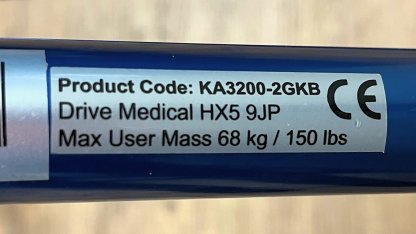 Product Code: KA3200-2GKB
Drive Medical HX5 9JP
Max User Mass 68 kg / 150 lbs
CE